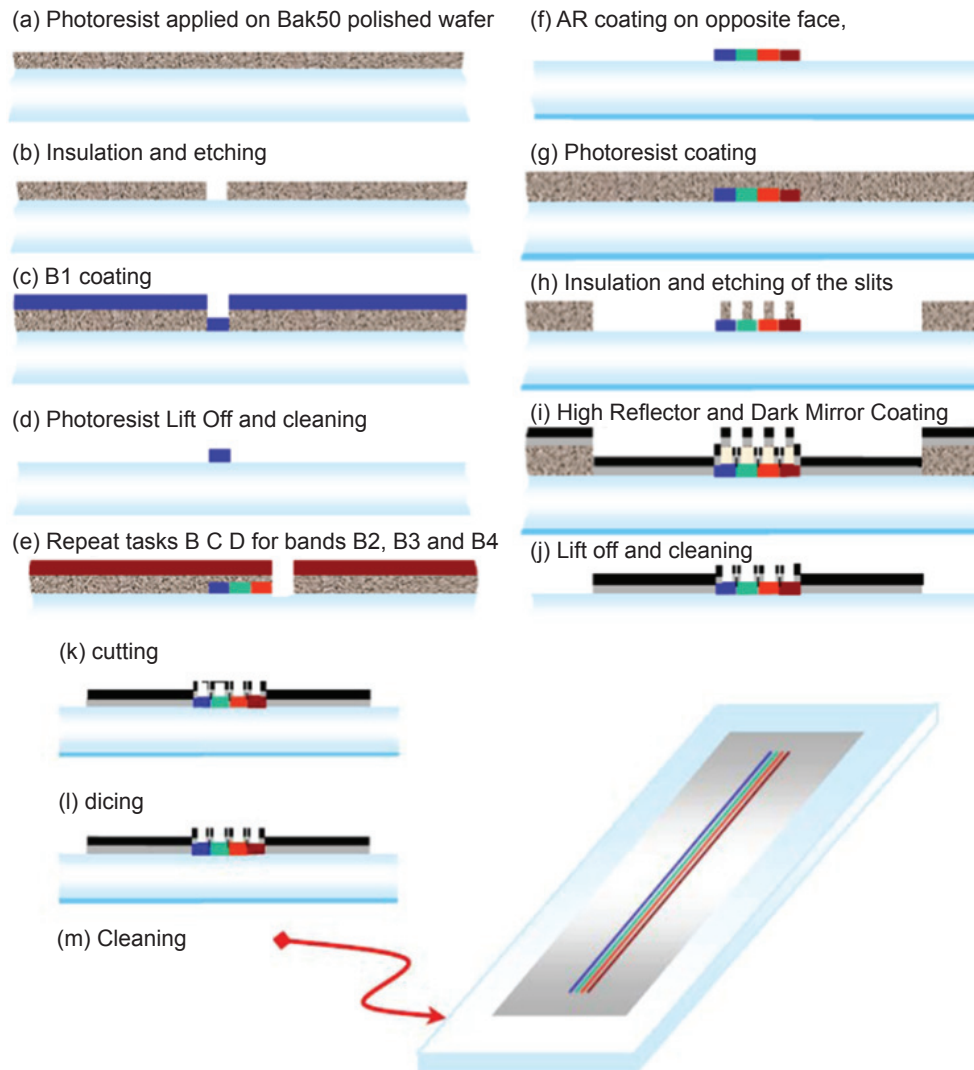 (a) Photoresist applied on Bak50 polished wafer
(b) Insulation and etching
(c) B1 coating
(d) Photoresist Lift Off and cleaning
(e) Repeat tasks B C D for bands B2, B3 and B4
(f) AR coating on opposite face,
(g) Photoresist coating
(h) Insulation and etching of the slits
(i) High Reflector and Dark Mirror Coating
(j) Lift off and cleaning
(k) cutting
(l) dicing
(m) Cleaning